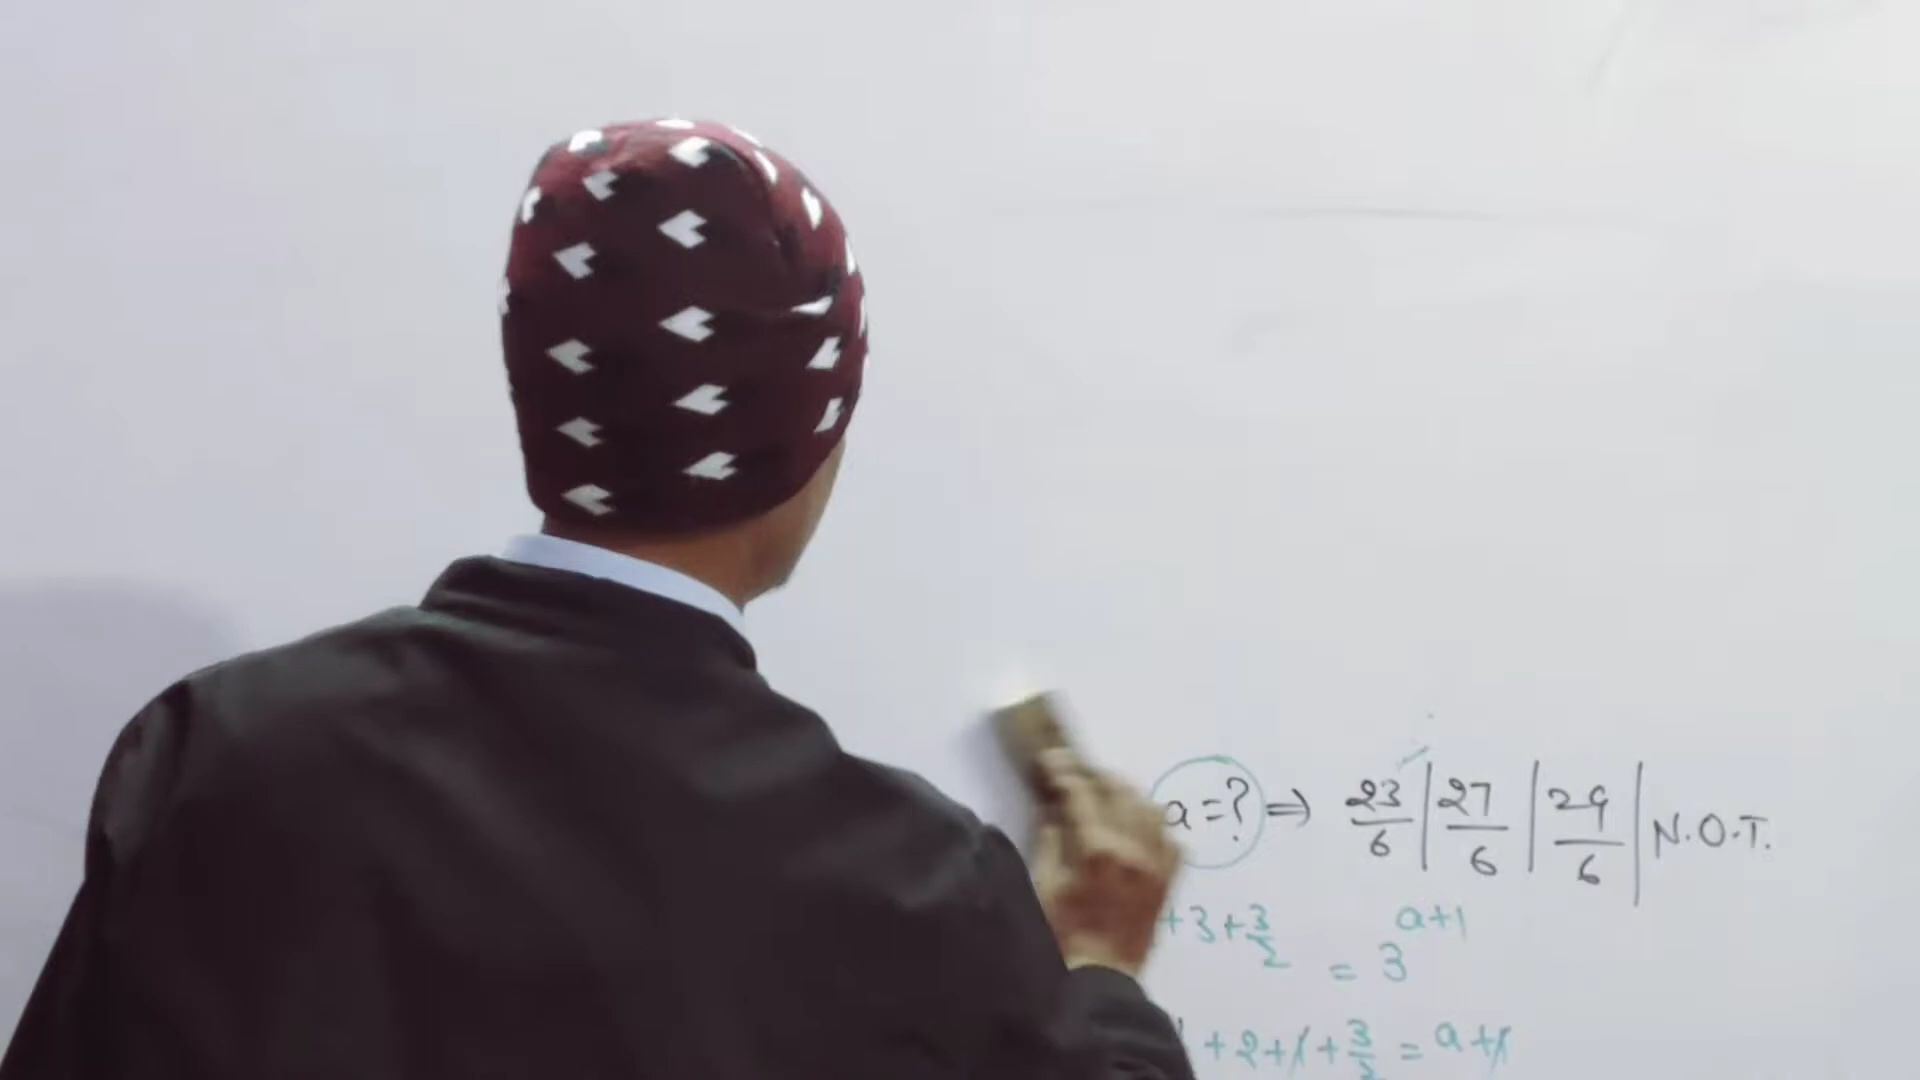 a=? ⇒ 23/6 | 27/6 | 29/6 | N.O.T.
+3+3/2 = 3^(a+1)
+2+1+3/2 = a+1